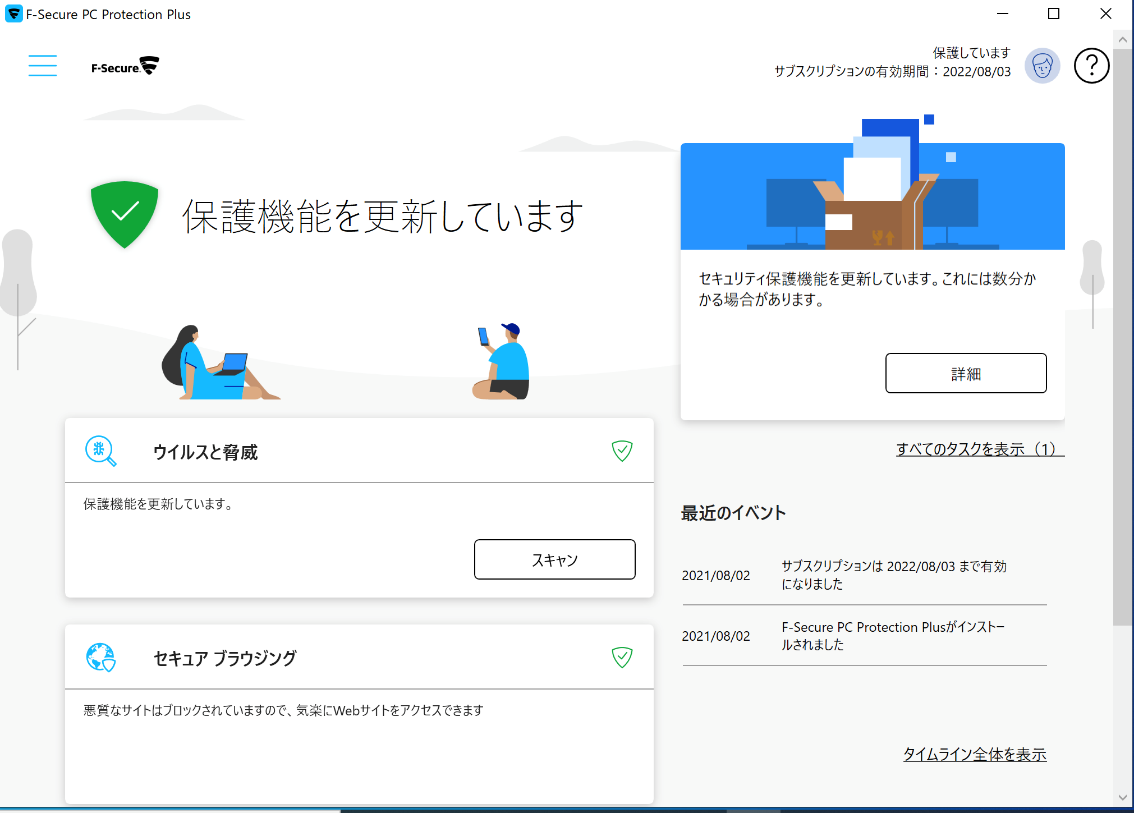 F-Secure PC Protection Plus
F-Secure.
保護しています
サブスクリプションの有効期間：2022/08/03
?
保護機能を更新しています
セキュリティ保護機能を更新しています。これには数分か
かる場合があります。
詳細
すべてのタスクを表示（1）
ウイルスと脅威
保護機能を更新しています。
スキャン
最近のイベント
2021/08/02
サブスクリプションは 2022/08/03 まで有効
になりました
2021/08/02
F-Secure PC Protection Plusがインストー
ルされました
セキュア ブラウジング
悪質なサイトはブロックされていますので、気楽にWebサイトをアクセスできます
タイムライン全体を表示